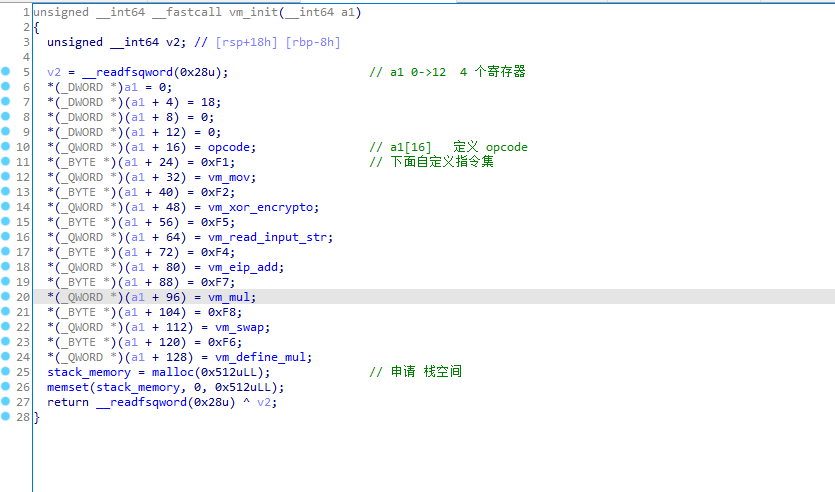 1 unsigned __int64 __fastcall vm_init(__int64 a1)
2 {
3 unsigned __int64 v2; // [rsp+18h] [rbp-8h]
4
5 v2 = __readfsqword(0x28u); // a1 0->12 4 个寄存器
6 *(_DWORD *)a1 = 0;
7 *(_DWORD *)(a1 + 4) = 18;
8 *(_DWORD *)(a1 + 8) = 0;
9 *(_DWORD *)(a1 + 12) = 0;
10 *(_QWORD *)(a1 + 16) = opcode; // a1[16] 定义 opcode
11 *(_BYTE *)(a1 + 24) = 0xF1; // 下面自定义指令集
12 *(_QWORD *)(a1 + 32) = vm_mov;
13 *(_BYTE *)(a1 + 40) = 0xF2;
14 *(_QWORD *)(a1 + 48) = vm_xor_encrypto;
15 *(_BYTE *)(a1 + 56) = 0xF5;
16 *(_QWORD *)(a1 + 64) = vm_read_input_str;
17 *(_BYTE *)(a1 + 72) = 0xF4;
18 *(_QWORD *)(a1 + 80) = vm_eip_add;
19 *(_BYTE *)(a1 + 88) = 0xF7;
20 *(_QWORD *)(a1 + 96) = vm_mul;
21 *(_BYTE *)(a1 + 104) = 0xF8;
22 *(_QWORD *)(a1 + 112) = vm_swap;
23 *(_BYTE *)(a1 + 120) = 0xF6;
24 *(_QWORD *)(a1 + 128) = vm_define_mul;
25 stack_memory = malloc(0x512uLL); // 申请 栈空间
26 memset(stack_memory, 0, 0x512uLL);
27 return __readfsqword(0x28u) ^ v2;
28 }